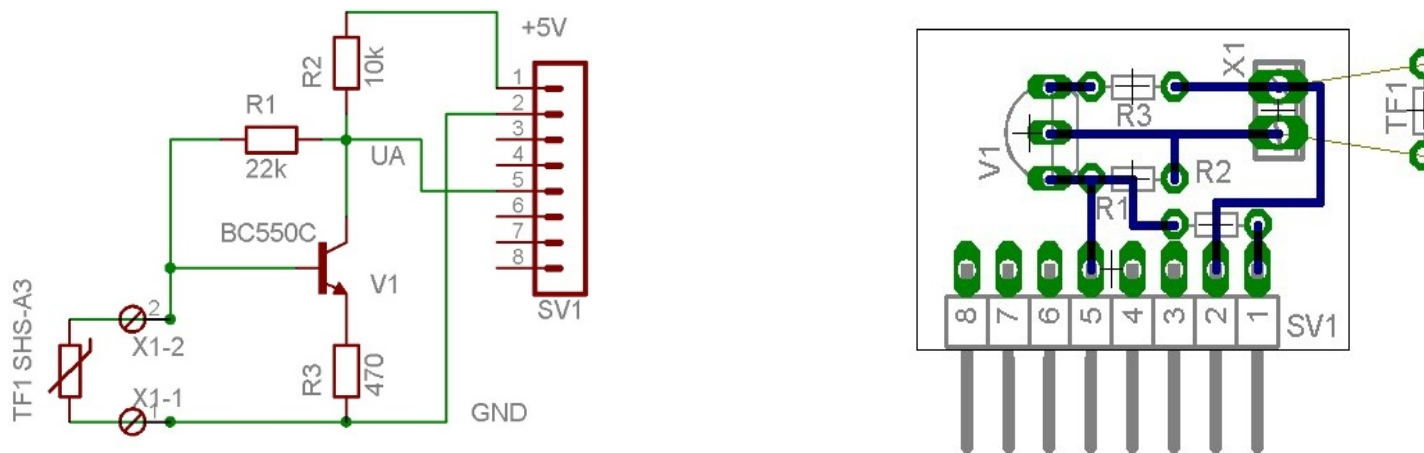 +5V
R2
10k
1
2
3
4
5
6
7
8
SV1
R1
22k
UA
BC550C
V1
2
X1-2
TF1 SHS-A3
X1-1
1
R3
470
GND
X1
TF1
R3
V1
R2
R1
8
7
6
5
4
3
2
1
SV1